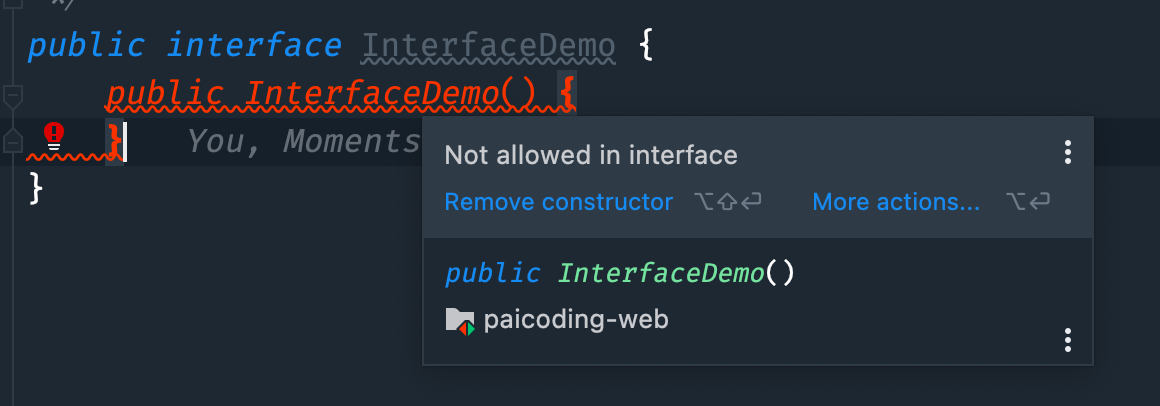 */
public interface InterfaceDemo {
public InterfaceDemo() {
} You, Moments
}
Not allowed in interface
Remove constructor ⌥⇧⏎ More actions... ⌥⏎
public InterfaceDemo()
paicoding-web